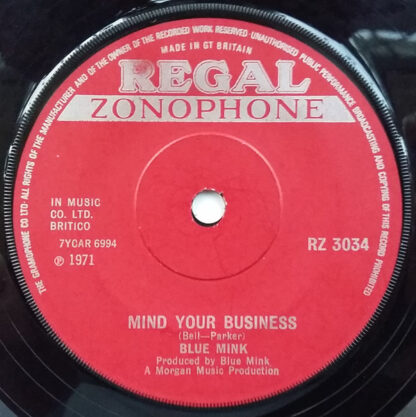 THE GRAMOPHONE CO LTD·ALL RIGHTS OF THE MANUFACTURER AND OF THE OWNER OF THE RECORDED WORK RESERVED·UNAUTHORISED PUBLIC PERFORMANCE BROADCASTING AND COPYING OF THIS RECORD PROHIBITED
MADE IN GT BRITAIN
REGAL
ZONOPHONE
IN MUSIC
CO. LTD.
BRITICO
7YCAR 6994
℗ 1971
RZ 3034
MIND YOUR BUSINESS
(Bell—Parker)
BLUE MINK
Produced by Blue Mink
A Morgan Music Production